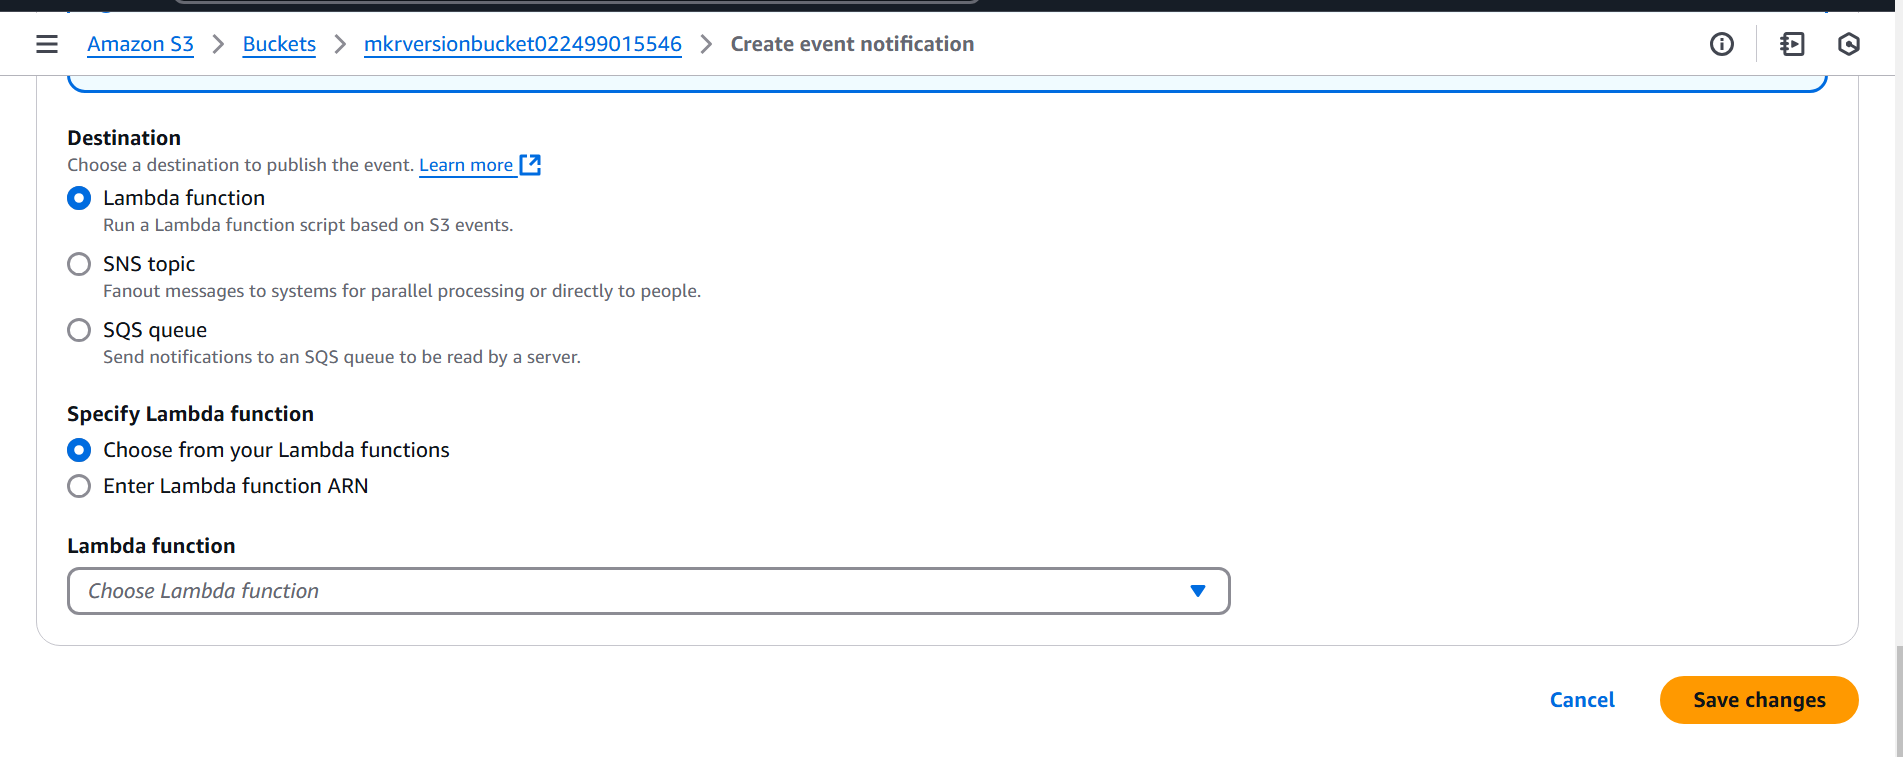 Amazon S3 > Buckets > mkrversionbucket022499015546 > Create event notification
Destination
Choose a destination to publish the event. Learn more
Lambda function
Run a Lambda function script based on S3 events.
SNS topic
Fanout messages to systems for parallel processing or directly to people.
SQS queue
Send notifications to an SQS queue to be read by a server.
Specify Lambda function
Choose from your Lambda functions
Enter Lambda function ARN
Lambda function
Choose Lambda function
Cancel
Save changes